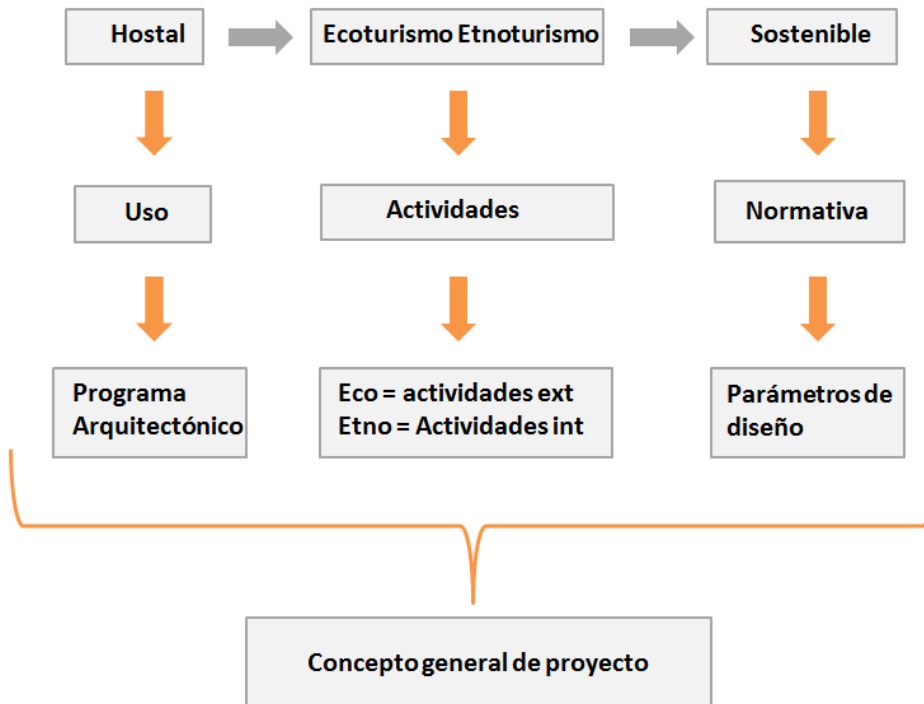 Hostal
Ecoturismo Etnoturismo
Sostenible
Uso
Actividades
Normativa
Programa
Arquitectónico
Eco = actividades ext
Etno = Actividades int
Parámetros de
diseño
Concepto general de proyecto